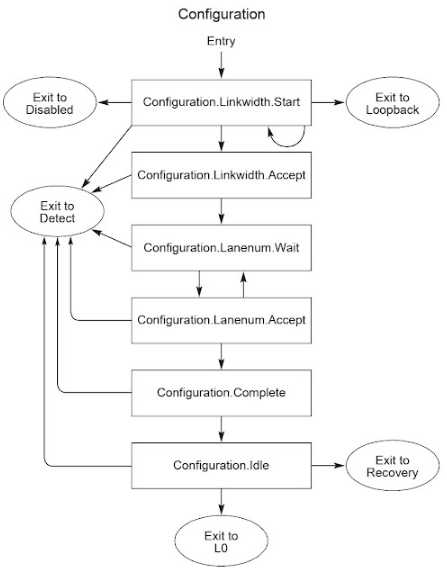 Configuration
Entry
Exit to
Disabled
Configuration.Linkwidth.Start
Exit to
Loopback
Configuration.Linkwidth.Accept
Exit to
Detect
Configuration.Lanenum.Wait
Configuration.Lanenum.Accept
Configuration.Complete
Configuration.Idle
Exit to
Recovery
Exit to
L0